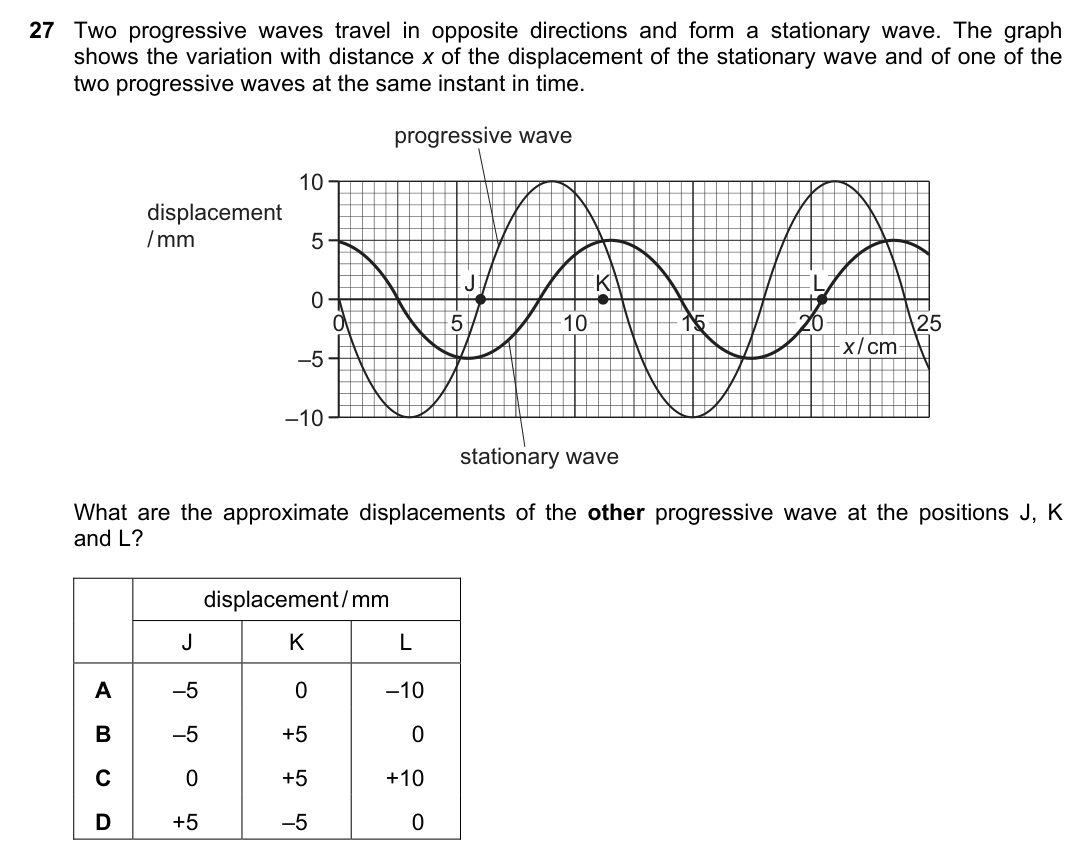 27 Two progressive waves travel in opposite directions and form a stationary wave. The graph
shows the variation with distance x of the displacement of the stationary wave and of one of the
two progressive waves at the same instant in time.
progressive wave
10
displacement
/ mm
5
0
–5
–10
J
K
L
0 5 10 15 20 25
x / cm
stationary wave
What are the approximate displacements of the other progressive wave at the positions J, K
and L?
displacement / mm
J K L
A –5 0 –10
B –5 +5 0
C 0 +5 +10
D +5 –5 0